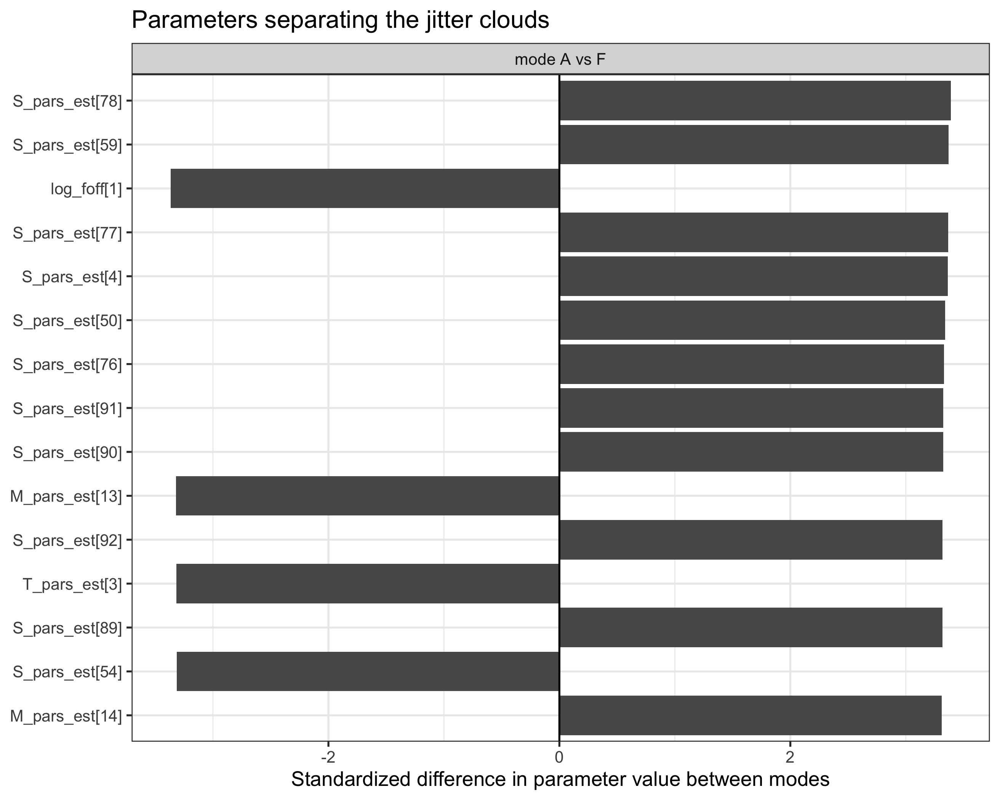 Parameters separating the jitter clouds
mode A vs F
S_pars_est[78]
S_pars_est[59]
log_foff[1]
S_pars_est[77]
S_pars_est[4]
S_pars_est[50]
S_pars_est[76]
S_pars_est[91]
S_pars_est[90]
M_pars_est[13]
S_pars_est[92]
T_pars_est[3]
S_pars_est[89]
S_pars_est[54]
M_pars_est[14]
-2 0 2
Standardized difference in parameter value between modes